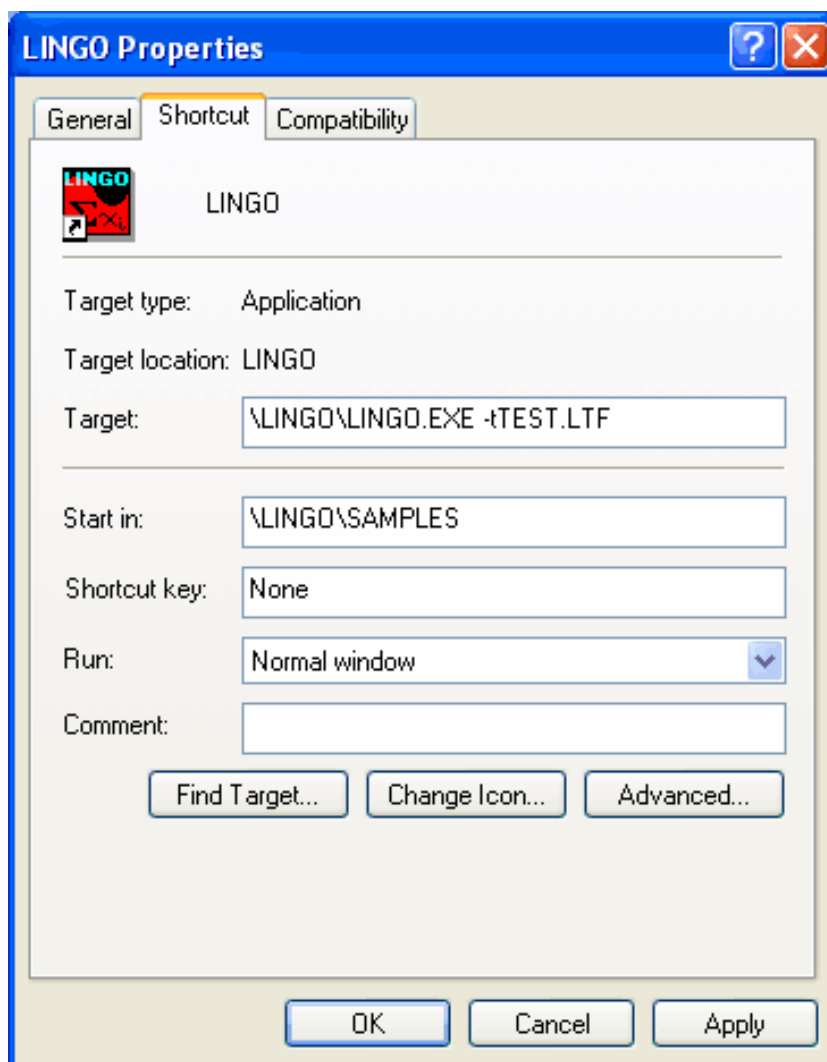 LINGO Properties
General Shortcut Compatibility
LINGO
Σxi
LINGO
Target type: Application
Target location: LINGO
Target: \LINGO\LINGO.EXE -tTEST.LTF
Start in: \LINGO\SAMPLES
Shortcut key: None
Run: Normal window
Comment:
Find Target... Change Icon... Advanced...
OK Cancel Apply